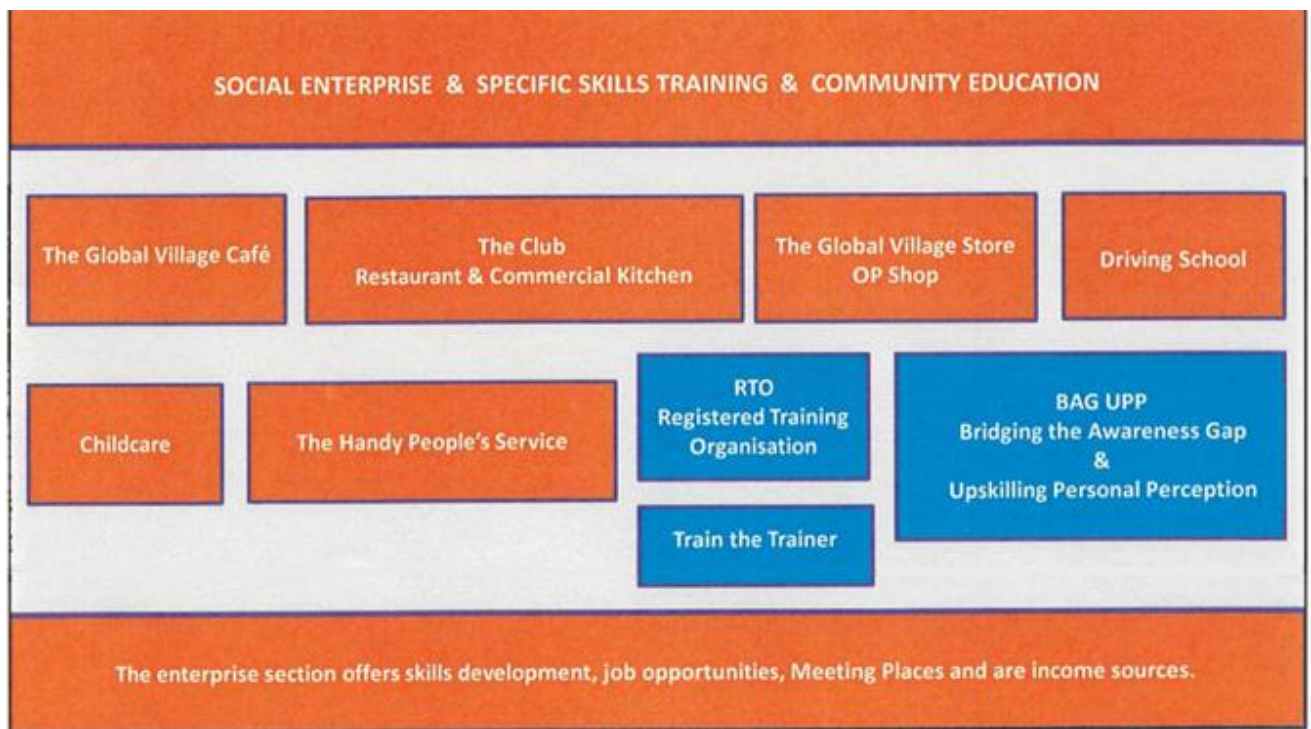 SOCIAL ENTERPRISE & SPECIFIC SKILLS TRAINING & COMMUNITY EDUCATION
The Global Village Café
The Club
Restaurant & Commercial Kitchen
The Global Village Store
OP Shop
Driving School
Childcare
The Handy People's Service
RTO
Registered Training
Organisation
Train the Trainer
BAG UPP
Bridging the Awareness Gap
&
Upskilling Personal Perception
The enterprise section offers skills development, job opportunities, Meeting Places and are income sources.